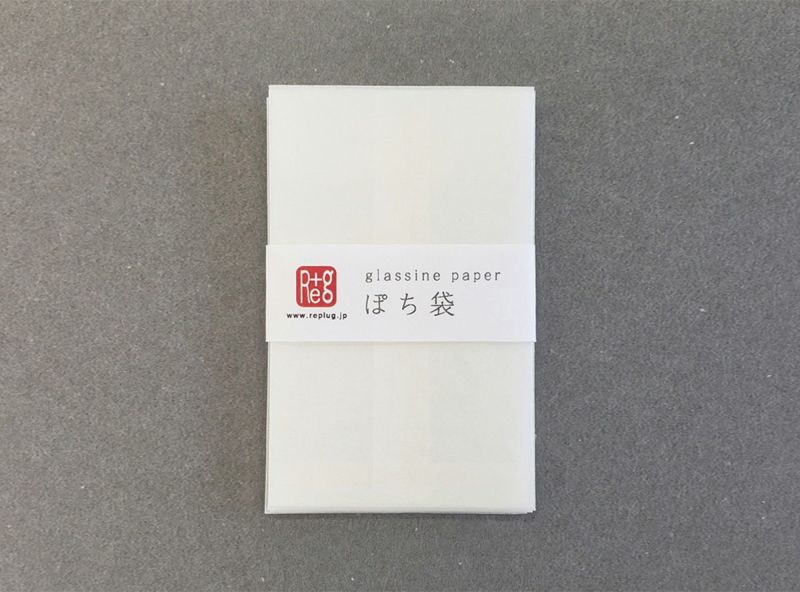 Re+g
www.replug.jp
glassine paper
ぽち袋